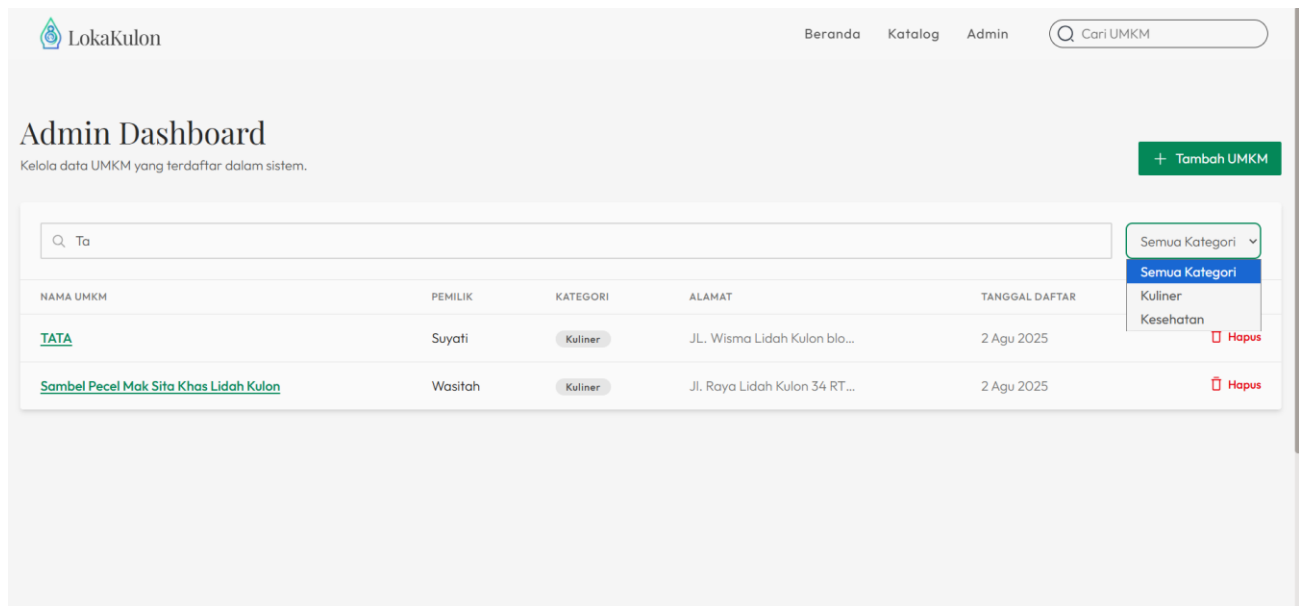 LokaKulon
Beranda Katalog Admin Cari UMKM
Admin Dashboard
Kelola data UMKM yang terdaftar dalam sistem.
+ Tambah UMKM
Ta
Semua Kategori
Semua Kategori
Kuliner
Kesehatan
NAMA UMKM PEMILIK KATEGORI ALAMAT TANGGAL DAFTAR
TATA Suyati Kuliner JL. Wisma Lidah Kulon blo... 2 Agu 2025 Hapus
Sambel Pecel Mak Sita Khas Lidah Kulon Wasitah Kuliner Jl. Raya Lidah Kulon 34 RT... 2 Agu 2025 Hapus